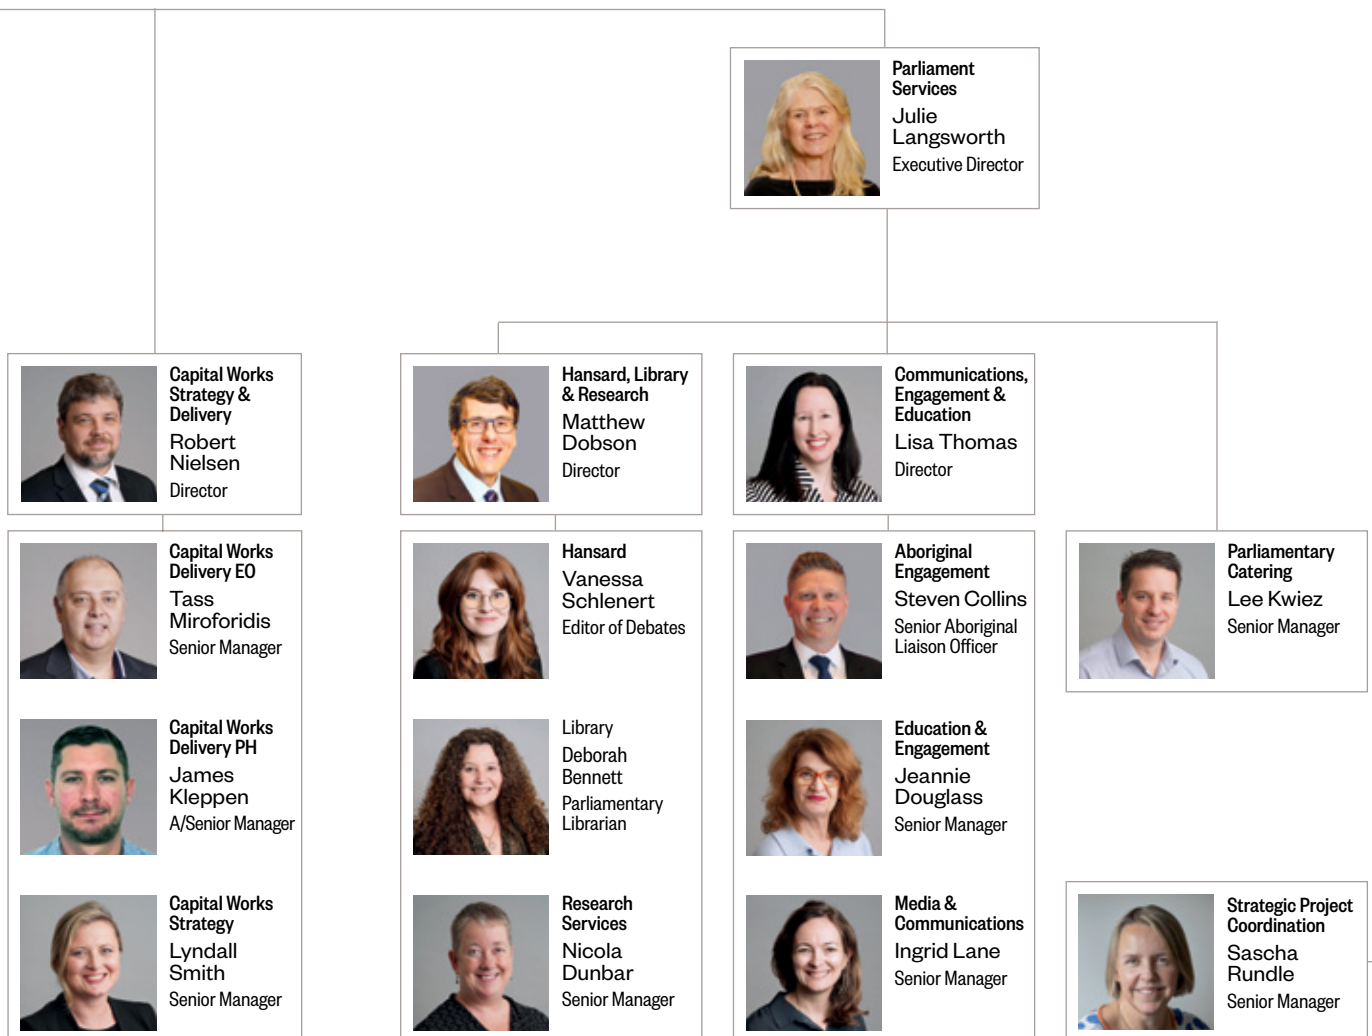 Parliament
Services
Julie
Langsworth
Executive Director
Capital Works
Strategy &
Delivery
Robert
Nielsen
Director
Hansard, Library
& Research
Matthew
Dobson
Director
Communications,
Engagement &
Education
Lisa Thomas
Director
Capital Works
Delivery EO
Tass
Miroforidis
Senior Manager
Capital Works
Delivery PH
James
Kleppen
A/Senior Manager
Capital Works
Strategy
Lyndall
Smith
Senior Manager
Hansard
Vanessa
Schlenert
Editor of Debates
Library
Deborah
Bennett
Parliamentary
Librarian
Research
Services
Nicola
Dunbar
Senior Manager
Aboriginal
Engagement
Steven Collins
Senior Aboriginal
Liaison Officer
Education &
Engagement
Jeannie
Douglass
Senior Manager
Media &
Communications
Ingrid Lane
Senior Manager
Parliamentary
Catering
Lee Kwiez
Senior Manager
Strategic Project
Coordination
Sascha
Rundle
Senior Manager